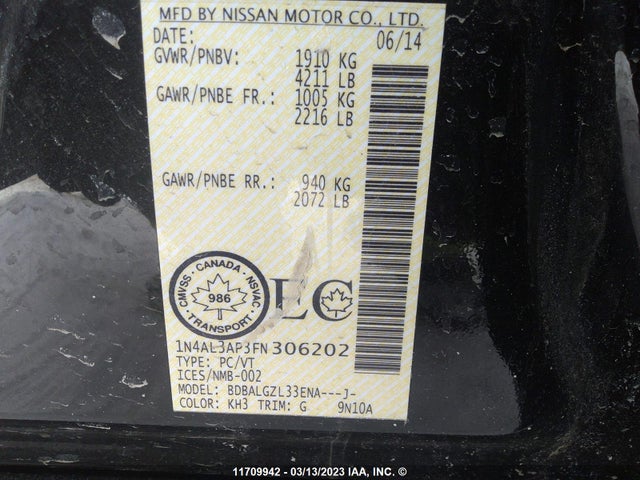 MFD BY NISSAN MOTOR CO., LTD.
DATE: 06/14
GVWR/PNBV: 1910 KG
4211 LB
GAWR/PNBE FR.: 1005 KG
2216 LB
GAWR/PNBE RR.: 940 KG
2072 LB
CANADA
CMVSS NSVAC
986
TRANSPORT
EC
1N4AL3AP3FN306202
TYPE: PC/VT
ICES/NMB-002
MODEL: BDBALGZL33ENA---J-
COLOR: KH3 TRIM: G 9N10A
11709942 - 03/13/2023 IAA, INC. ©